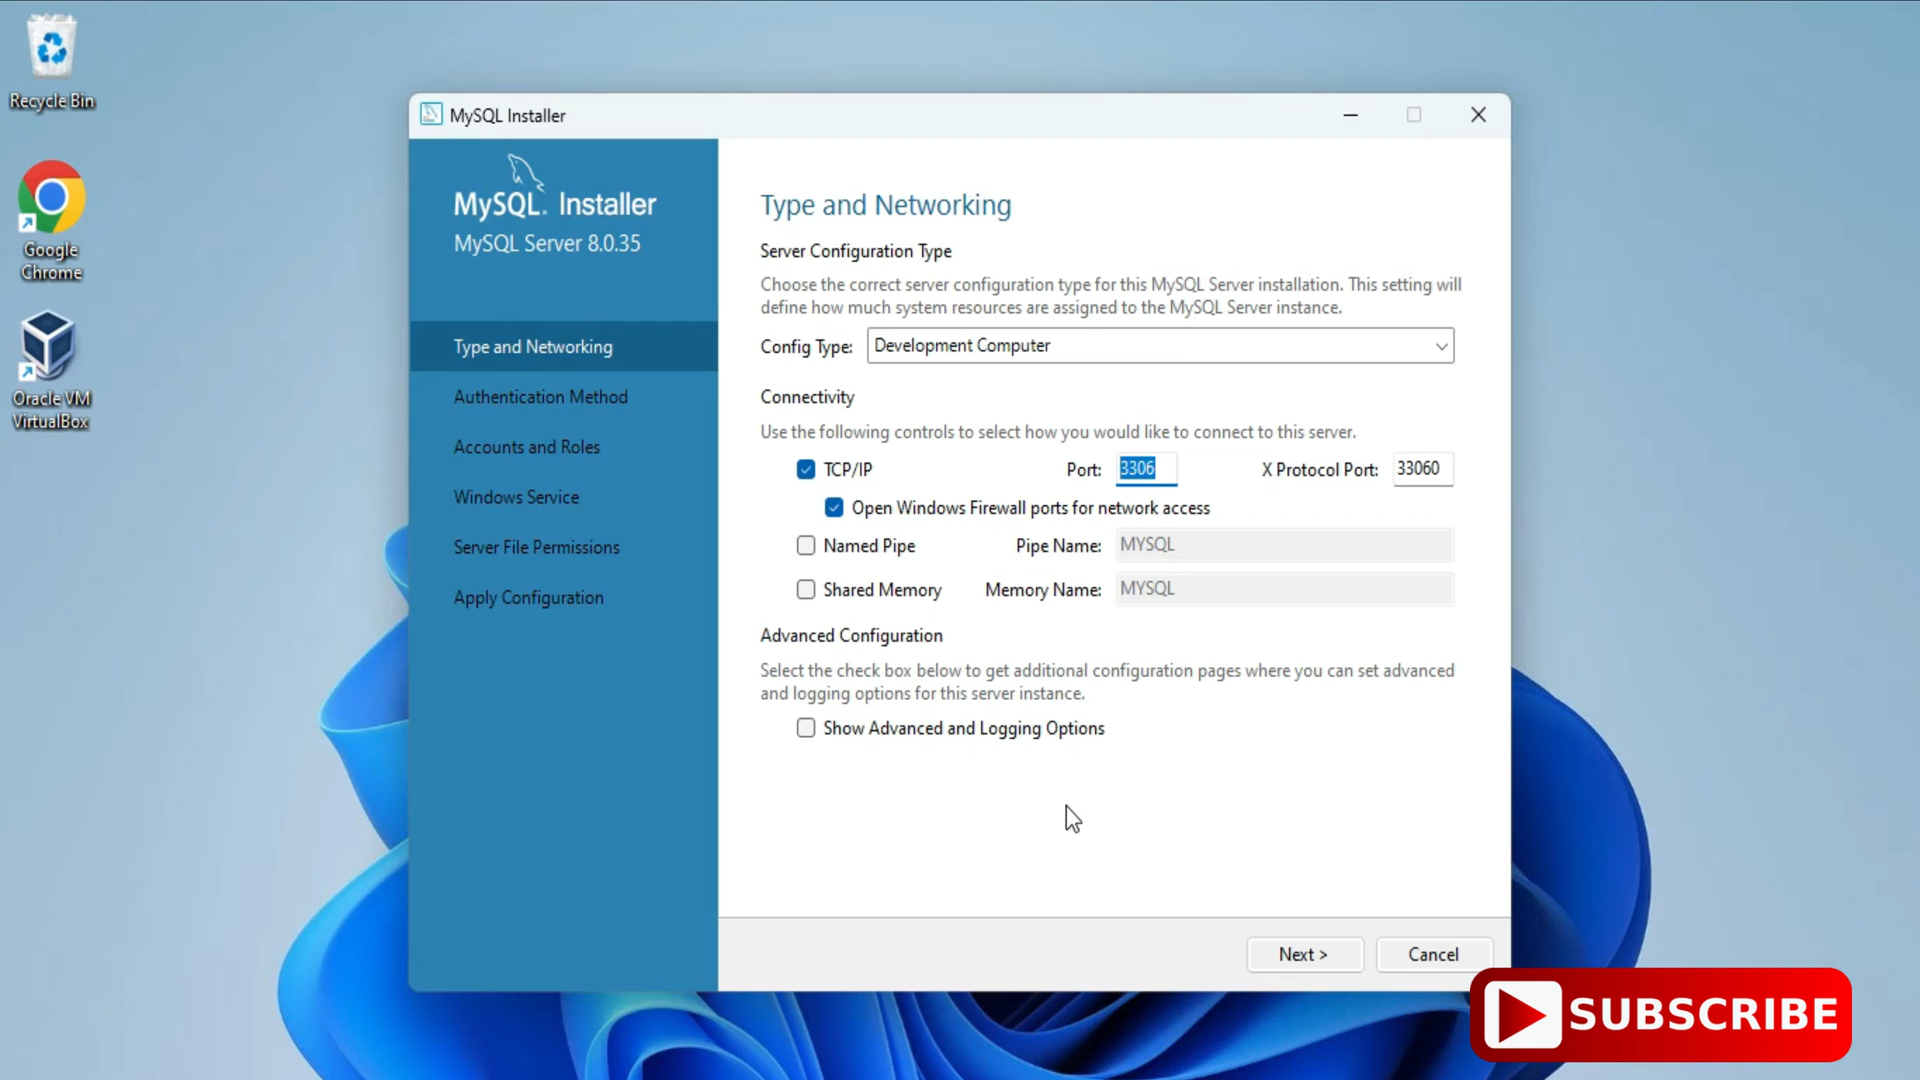 Recycle Bin
Google
Chrome
Oracle VM
VirtualBox
MySQL Installer
MySQL. Installer
MySQL Server 8.0.35
Type and Networking
Authentication Method
Accounts and Roles
Windows Service
Server File Permissions
Apply Configuration
Type and Networking
Server Configuration Type
Choose the correct server configuration type for this MySQL Server installation. This setting will
define how much system resources are assigned to the MySQL Server instance.
Config Type: Development Computer
Connectivity
Use the following controls to select how you would like to connect to this server.
TCP/IP Port: 3306 X Protocol Port: 33060
Open Windows Firewall ports for network access
Named Pipe Pipe Name: MYSQL
Shared Memory Memory Name: MYSQL
Advanced Configuration
Select the check box below to get additional configuration pages where you can set advanced
and logging options for this server instance.
Show Advanced and Logging Options
Next > Cancel
SUBSCRIBE